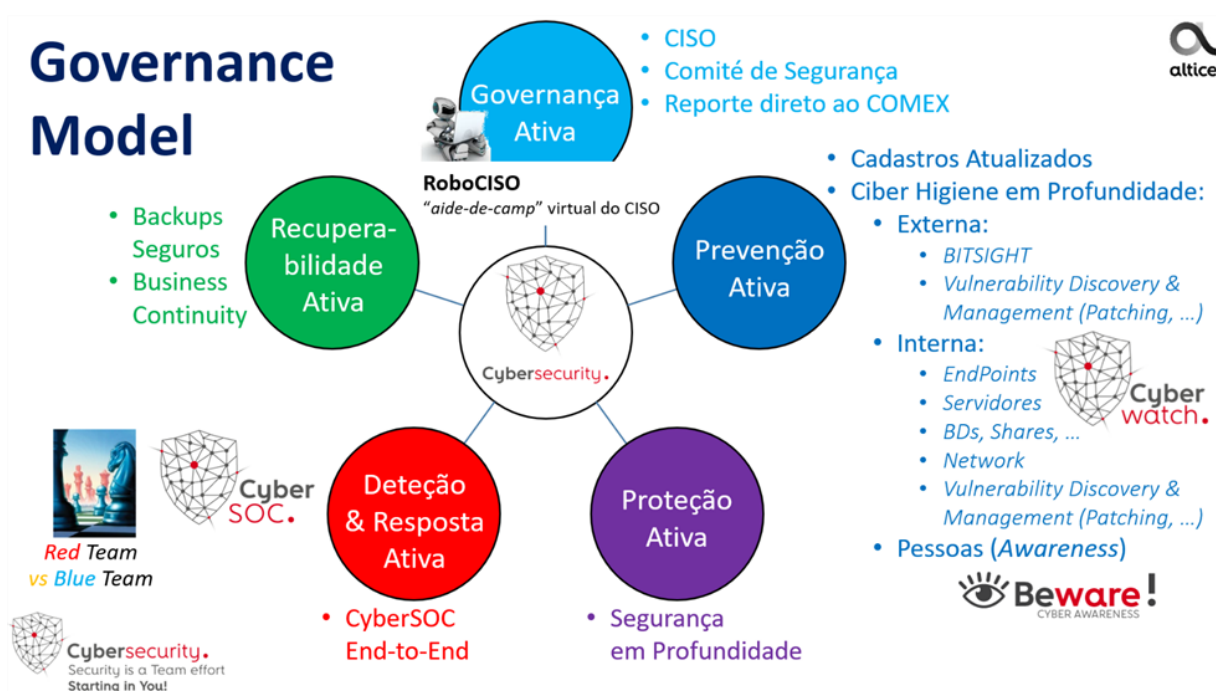 Governance
Model
Governança
Ativa
• CISO
• Comité de Segurança
• Reporte direto ao COMEX
altice
RoboCISO
“aide-de-camp” virtual do CISO
• Backups
Seguros
• Business
Continuity
Recupera-
bilidade
Ativa
Cybersecurity.
Prevenção
Ativa
• Cadastros Atualizados
• Ciber Higiene em Profundidade:
• Externa:
• BITSIGHT
• Vulnerability Discovery &
Management (Patching, ...)
• Interna:
• EndPoints
• Servidores
• BDs, Shares, ...
• Network
• Vulnerability Discovery &
Management (Patching, ...)
• Pessoas (Awareness)
Cyber
watch.
Beware!
CYBER AWARENESS
Red Team
vs Blue Team
Cyber
SOC.
Deteção
& Resposta
Ativa
• CyberSOC
End-to-End
Proteção
Ativa
• Segurança
em Profundidade
Cybersecurity.
Security is a Team effort
Starting in You!